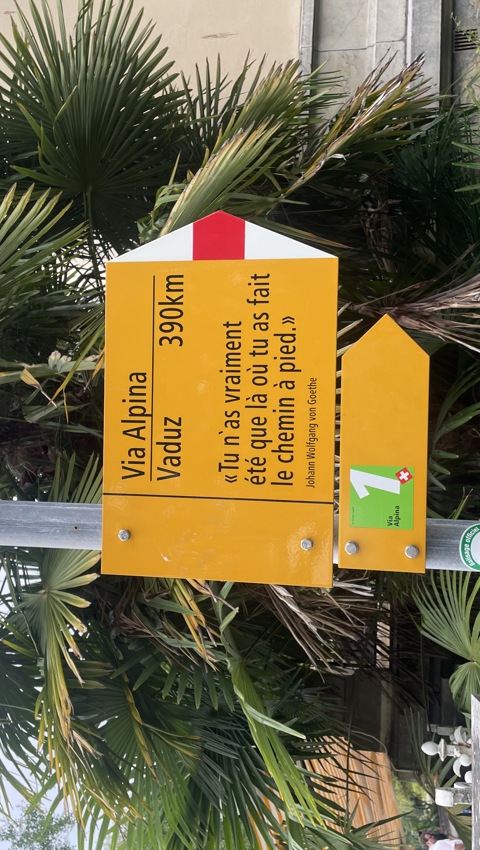 Via Alpina
Vaduz 390km
«Tu n`as vraiment
été que là où tu as fait
le chemin à pied.»
Johann Wolfgang von Goethe
1
Via
Alpina